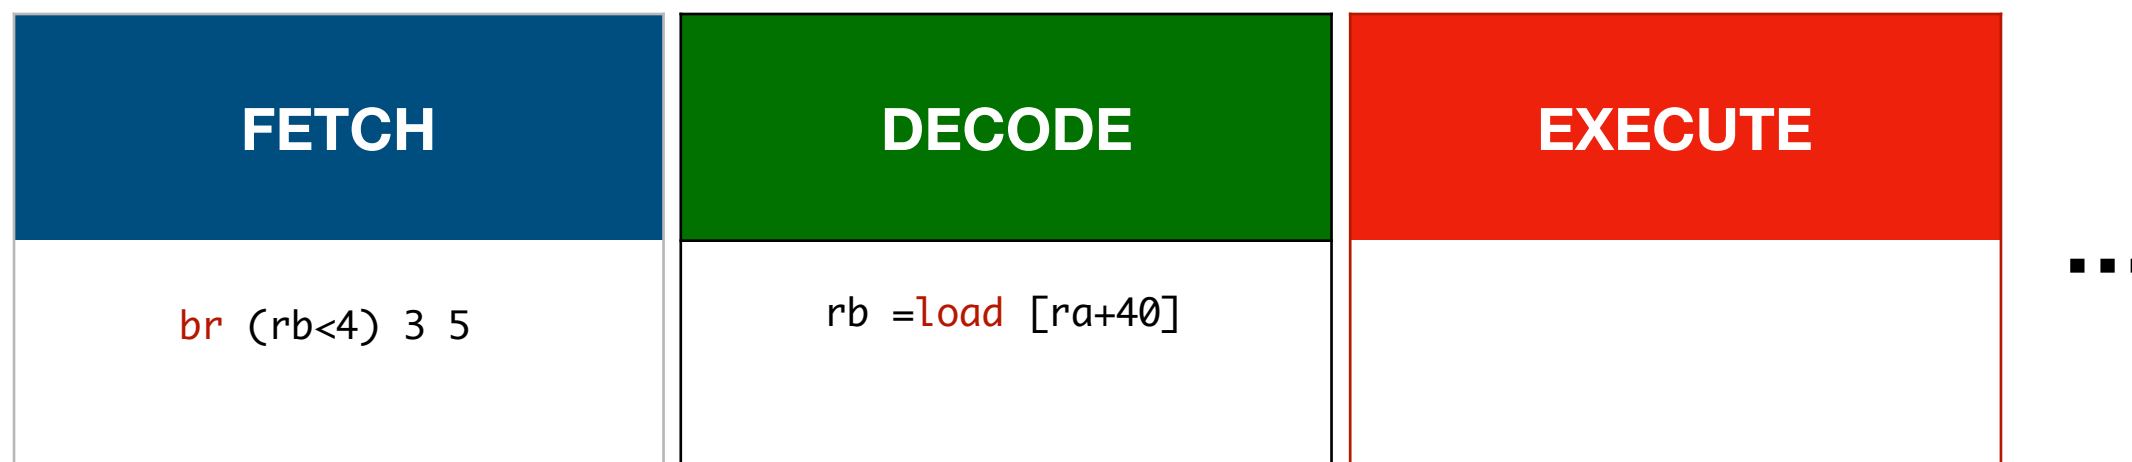 FETCH
DECODE
EXECUTE
br (rb<4) 3 5
rb =load [ra+40]
...